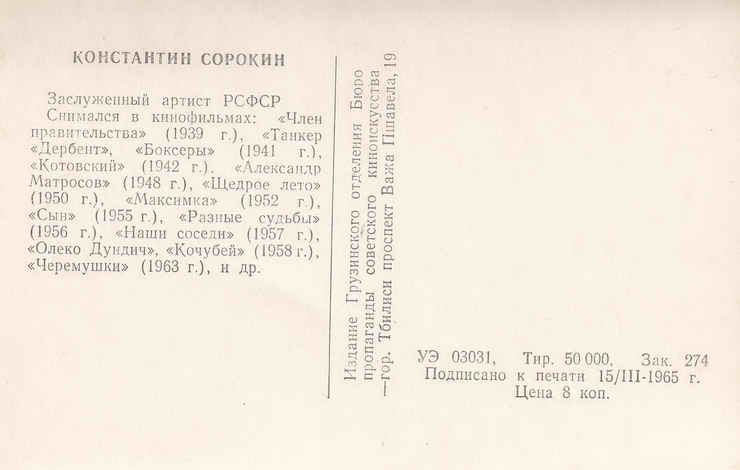 КОНСТАНТИН СОРОКИН
Заслуженный артист РСФСР
Снимался в кинофильмах: «Член
правительства» (1939 г.), «Танкер
«Дербент», «Боксеры» (1941 г.),
«Котовский» (1942 г.). «Александр
Матросов» (1948 г.), «Щедрое лето»
(1950 г.), «Максимка» (1952 г.),
«Сын» (1955 г.), «Разные судьбы»
(1956 г.), «Наши соседи» (1957 г.),
«Олеко Дундич», «Кочубей» (1958 г.),
«Черемушки» (1963 г.), и др.
Издание Грузинского отделения Бюро
пропаганды советского киноискусства
—гор. Тбилиси проспект Важа Пшавела, 19
УЭ 03031, Тир. 50 000, Зак. 274
Подписано к печати 15/III-1965 г.
Цена 8 коп.